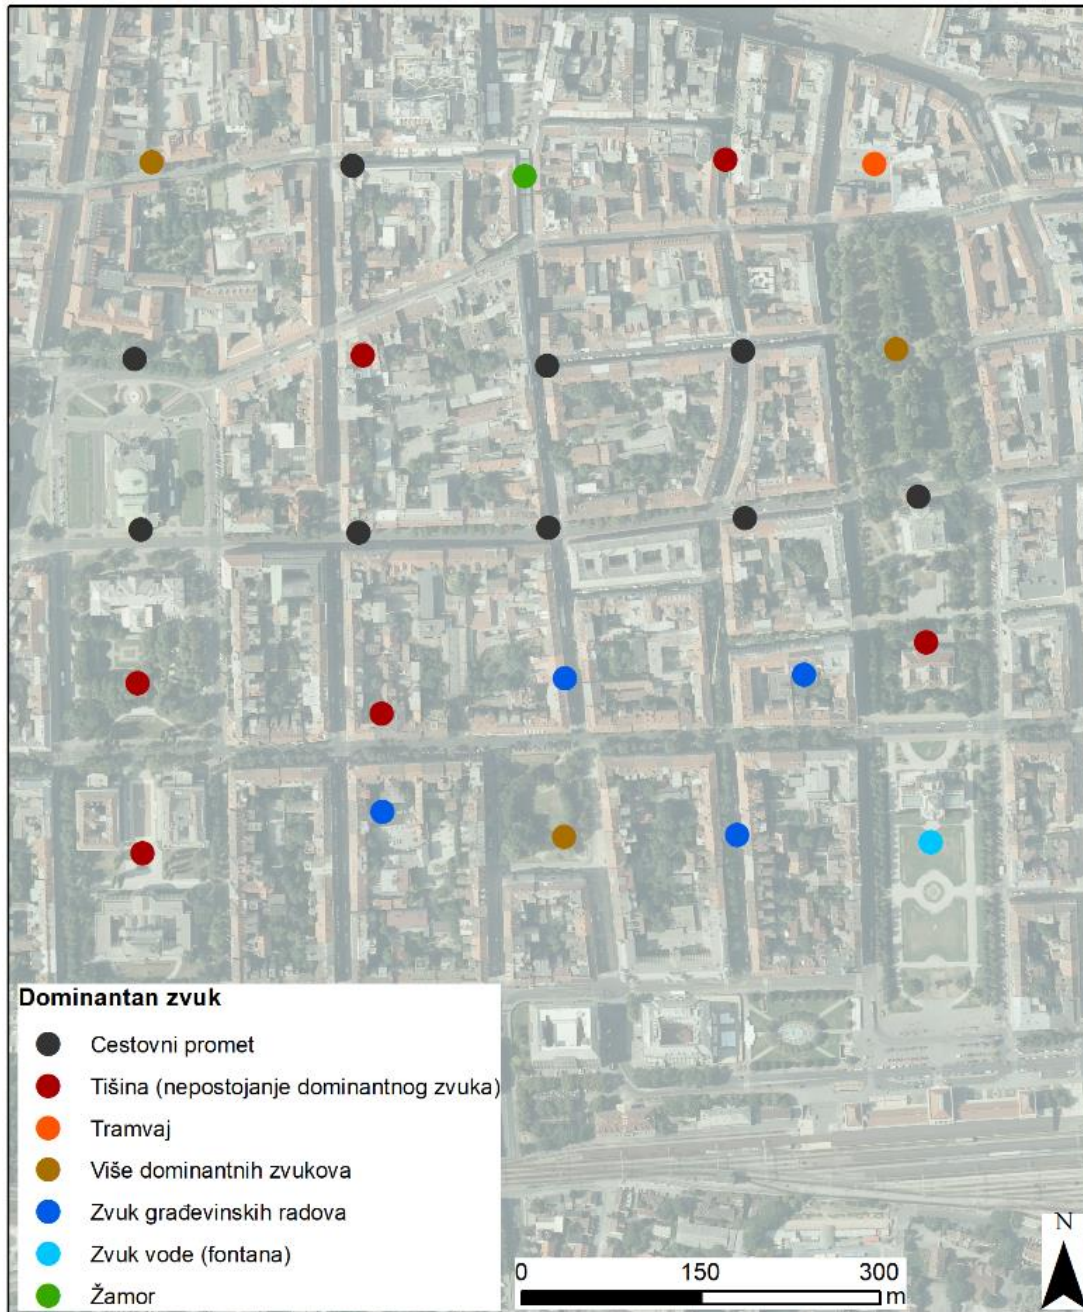 Dominantan zvuk
Cestovni promet
Tišina (nepostojanje dominantnog zvuka)
Tramvaj
Više dominantnih zvukova
Zvuk građevinskih radova
Zvuk vode (fontana)
Žamor
0 150 300
m
N